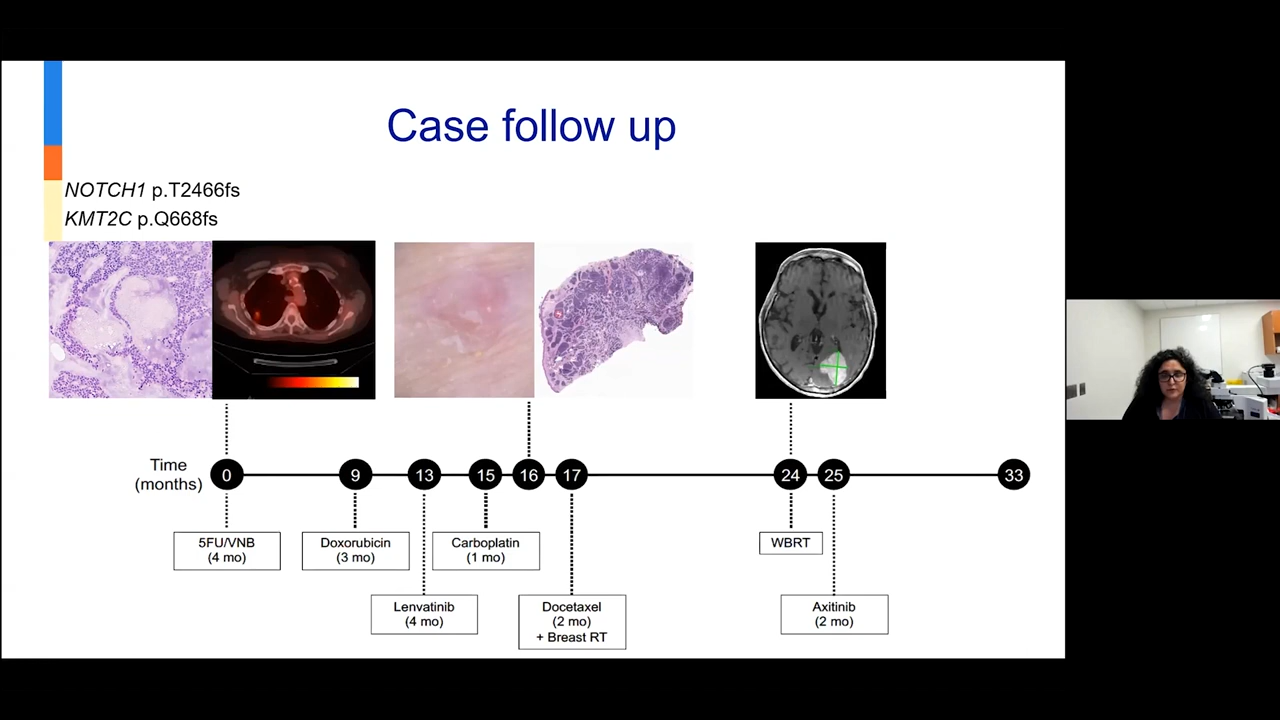 Case follow up
NOTCH1 p.T2466fs
KMT2C p.Q668fs
Time
(months)
0
9
13
15
16
17
24
25
33
5FU/VNB
(4 mo)
Doxorubicin
(3 mo)
Carboplatin
(1 mo)
WBRT
Lenvatinib
(4 mo)
Docetaxel
(2 mo)
+ Breast RT
Axitinib
(2 mo)